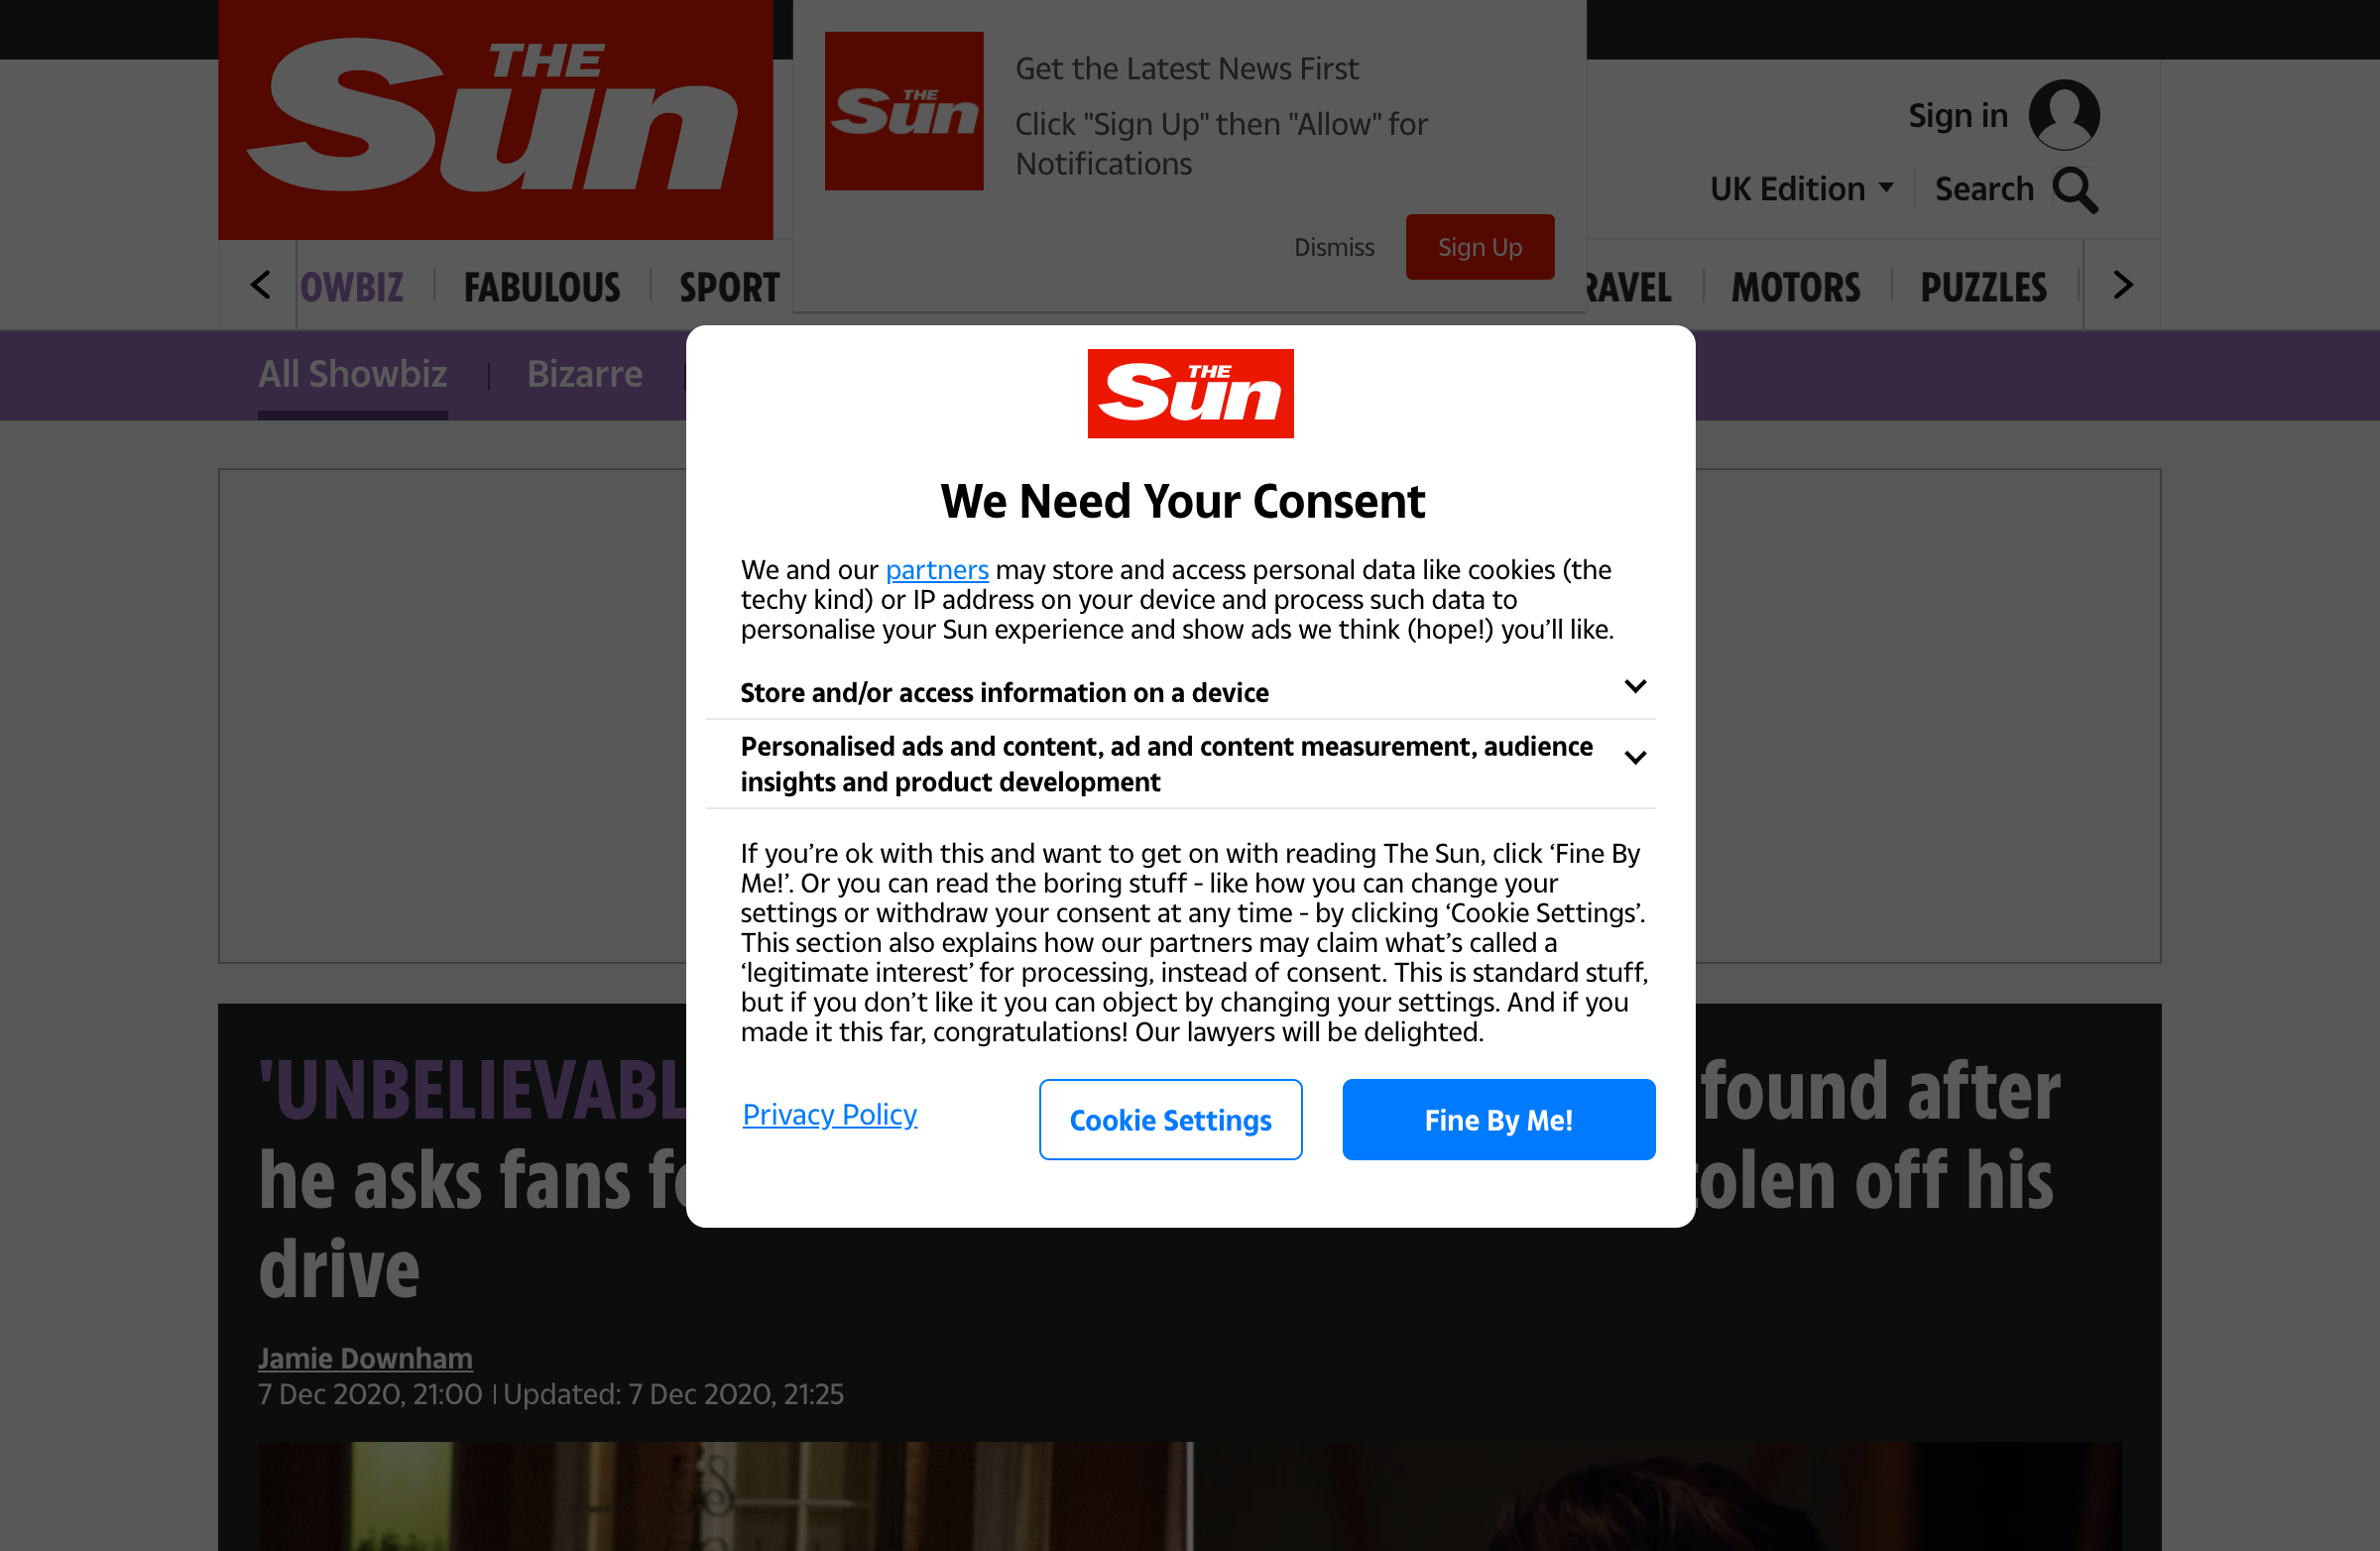 THE
Sun
THE
Sun
Get the Latest News First
Click "Sign Up" then "Allow" for
Notifications
Dismiss
Sign Up
Sign in
UK Edition
Search
OWBIZ
FABULOUS
SPORT
RAVEL
MOTORS
PUZZLES
All Showbiz
Bizarre
THE
Sun
We Need Your Consent
We and our partners may store and access personal data like cookies (the
techy kind) or IP address on your device and process such data to
personalise your Sun experience and show ads we think (hope!) you’ll like.
Store and/or access information on a device
Personalised ads and content, ad and content measurement, audience
insights and product development
If you’re ok with this and want to get on with reading The Sun, click ‘Fine By
Me!’. Or you can read the boring stuff - like how you can change your
settings or withdraw your consent at any time - by clicking ‘Cookie Settings’.
This section also explains how our partners may claim what’s called a
‘legitimate interest’ for processing, instead of consent. This is standard stuff,
but if you don’t like it you can object by changing your settings. And if you
made it this far, congratulations! Our lawyers will be delighted.
Privacy Policy
Cookie Settings
Fine By Me!
'UNBELIEVABL found after
he asks fans fo tolen off his
drive
Jamie Downham
7 Dec 2020, 21:00 | Updated: 7 Dec 2020, 21:25